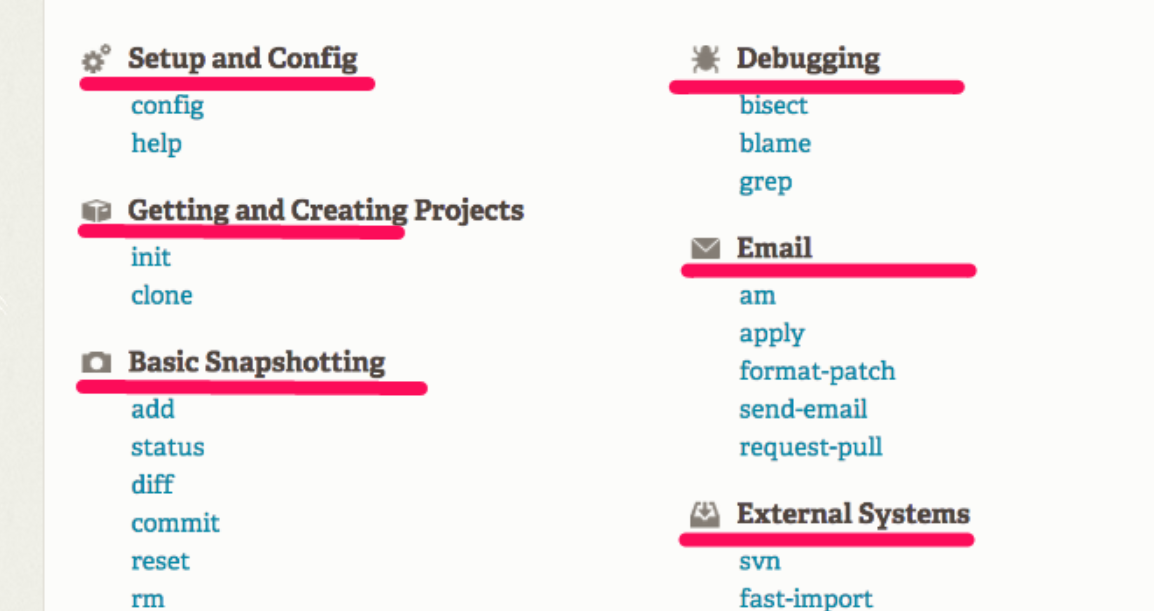 Setup and Config
config
help
Getting and Creating Projects
init
clone
Basic Snapshotting
add
status
diff
commit
reset
rm
Debugging
bisect
blame
grep
Email
am
apply
format-patch
send-email
request-pull
External Systems
svn
fast-import